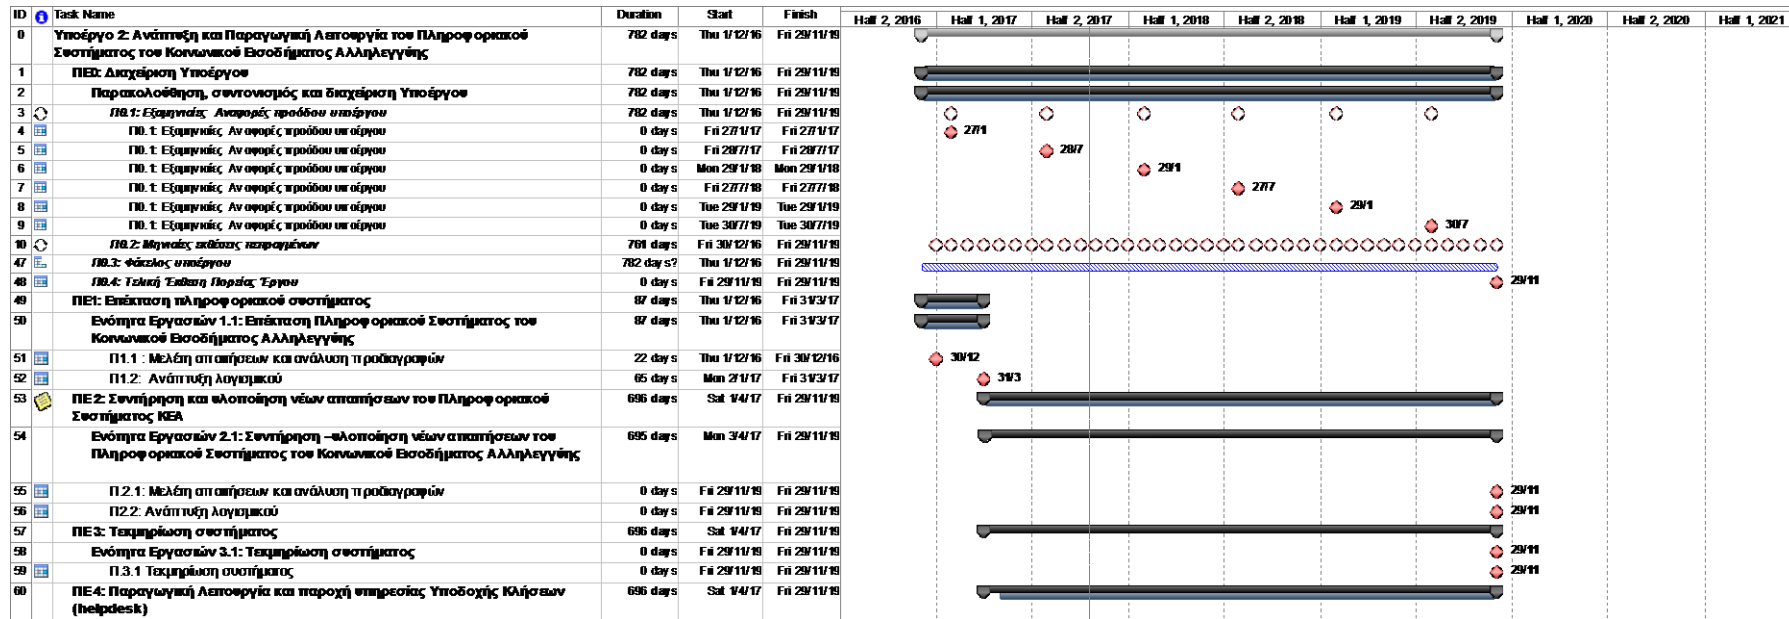 ID Task Name Duration Start Finish Half 2, 2016 Half 1, 2017 Half 2, 2017 Half 1, 2018 Half 2, 2018 Half 1, 2019 Half 2, 2019 Half 1, 2020 Half 2, 2020 Half 1, 2021
0 Υποέργο 2: Ανάπτυξη και Παραγωγική Λειτουργία του Πληροφοριακού 782 days Thu 1/12/16 Fri 29/11/19
Συστήματος του Κοινωνικού Εισοδήματος Αλληλεγγύης
1 ΠΕ0: Διαχείριση Υποέργου 782 days Thu 1/12/16 Fri 29/11/19
2 Παρακολούθηση, συντονισμός και διαχείριση Υποέργου 782 days Thu 1/12/16 Fri 29/11/19
3 Π0.1: Εξαμηνιαίες Αναφορές προόδου υποέργου 782 days Thu 1/12/16 Fri 29/11/19
4 Π0.1: Εξαμηνιαίες Αναφορές προόδου υποέργου 0 days Fri 27/1/17 Fri 27/1/17 27/1
5 Π0.1: Εξαμηνιαίες Αναφορές προόδου υποέργου 0 days Fri 28/7/17 Fri 28/7/17 28/7
6 Π0.1: Εξαμηνιαίες Αναφορές προόδου υποέργου 0 days Mon 29/1/18 Mon 29/1/18 29/1
7 Π0.1: Εξαμηνιαίες Αναφορές προόδου υποέργου 0 days Fri 27/7/18 Fri 27/7/18 27/7
8 Π0.1: Εξαμηνιαίες Αναφορές προόδου υποέργου 0 days Tue 29/1/19 Tue 29/1/19 29/1
9 Π0.1: Εξαμηνιαίες Αναφορές προόδου υποέργου 0 days Tue 30/7/19 Tue 30/7/19 30/7
10 Π0.2: Μηνιαίες εκθέσεις πεπραγμένων 761 days Fri 30/12/16 Fri 29/11/19
47 Π0.3: Φάκελος υποέργου 782 days? Thu 1/12/16 Fri 29/11/19
48 Π0.4: Τελική Έκθεση Πορείας Έργου 0 days Fri 29/11/19 Fri 29/11/19 29/11
49 ΠΕ1: Επέκταση πληροφοριακού συστήματος 87 days Thu 1/12/16 Fri 31/3/17
50 Ενότητα Εργασιών 1.1: Επέκταση Πληροφοριακού Συστήματος του 87 days Thu 1/12/16 Fri 31/3/17
Κοινωνικού Εισοδήματος Αλληλεγγύης
51 Π1.1 : Μελέτη απαιτήσεων και ανάλυση προδιαγραφών 22 days Thu 1/12/16 Fri 30/12/16 30/12
52 Π1.2: Ανάπτυξη λογισμικού 65 days Mon 2/1/17 Fri 31/3/17 31/3
53 ΠΕ2: Συντήρηση και υλοποίηση νέων απαιτήσεων του Πληροφοριακού 696 days Sat 1/4/17 Fri 29/11/19
Συστήματος ΚΕΑ
54 Ενότητα Εργασιών 2.1: Συντήρηση –υλοποίηση νέων απαιτήσεων του 695 days Mon 3/4/17 Fri 29/11/19
Πληροφοριακού Συστήματος του Κοινωνικού Εισοδήματος Αλληλεγγύης
55 Π.2.1: Μελέτη απαιτήσεων και ανάλυση προδιαγραφών 0 days Fri 29/11/19 Fri 29/11/19 29/11
56 Π2.2: Ανάπτυξη λογισμικού 0 days Fri 29/11/19 Fri 29/11/19 29/11
57 ΠΕ3: Τεκμηρίωση συστήματος 696 days Sat 1/4/17 Fri 29/11/19
58 Ενότητα Εργασιών 3.1: Τεκμηρίωση συστήματος 0 days Fri 29/11/19 Fri 29/11/19 29/11
59 Π.3.1 Τεκμηρίωση συστήματος 0 days Fri 29/11/19 Fri 29/11/19 29/11
60 ΠΕ4: Παραγωγική Λειτουργία και παροχή υπηρεσίας Υποδοχής Κλήσεων 696 days Sat 1/4/17 Fri 29/11/19
(helpdesk)